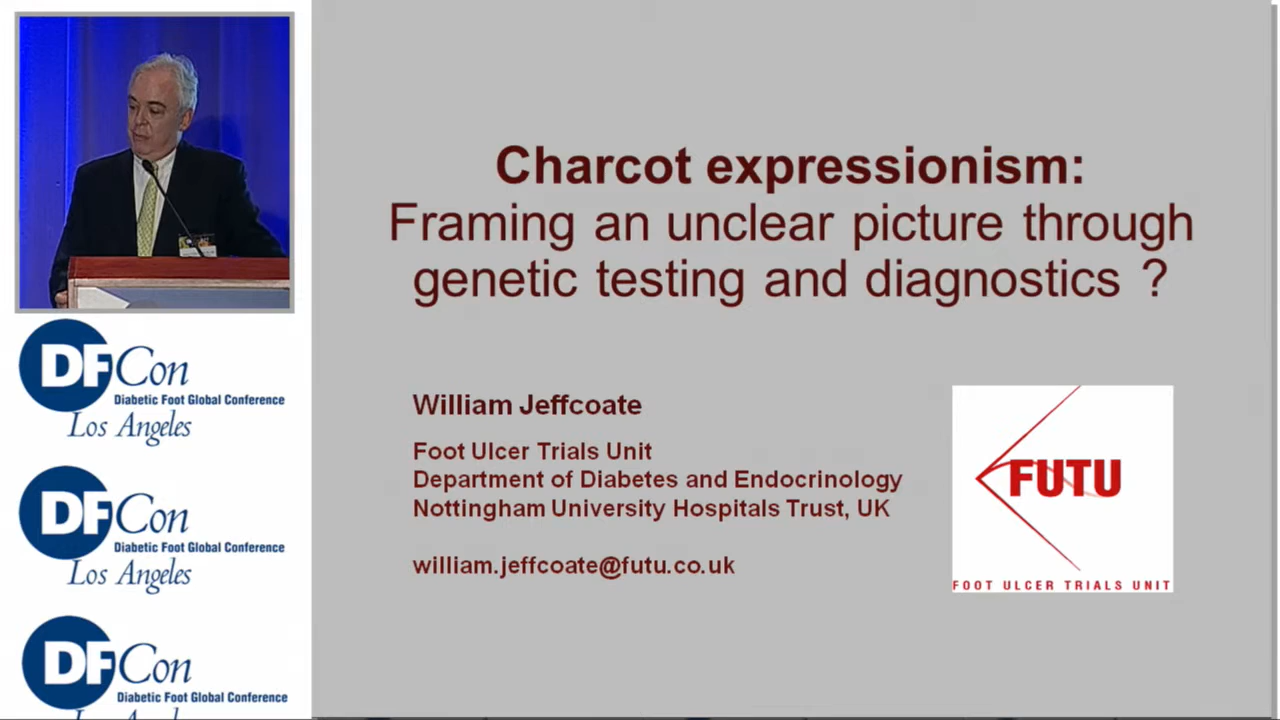 Charcot expressionism:
Framing an unclear picture through
genetic testing and diagnostics ?
William Jeffcoate
Foot Ulcer Trials Unit
Department of Diabetes and Endocrinology
Nottingham University Hospitals Trust, UK
william.jeffcoate@futu.co.uk
FUTU
FOOT ULCER TRIALS UNIT
DFCon
Diabetic Foot Global Conference
Los Angeles
DFCon
Diabetic Foot Global Conference
Los Angeles
DFCon
Diabetic Foot Global Conference